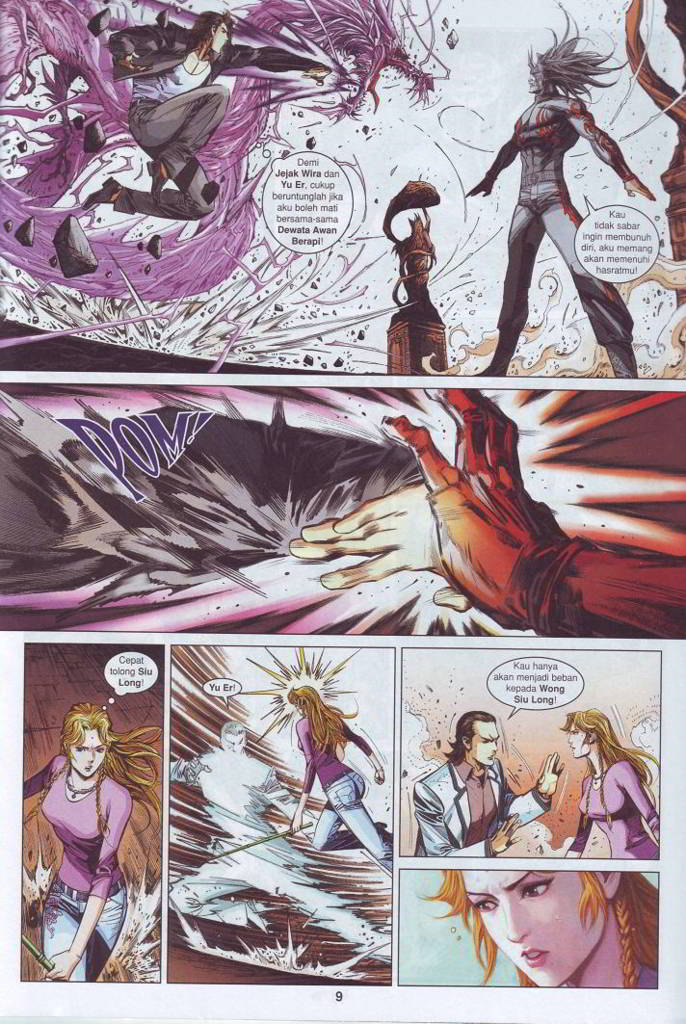 Demi
Jejak Wira dan
Yu Er, cukup
beruntunglah jika
aku boleh mati
bersama-sama
Dewata Awan
Berapi!
Kau
tidak sabar
ingin membunuh
diri, aku memang
akan memenuhi
hasratmu!
POM!
Cepat
tolong Siu
Long!
Yu Er!
Kau hanya
akan menjadi beban
kepada Wong
Siu Long!
9